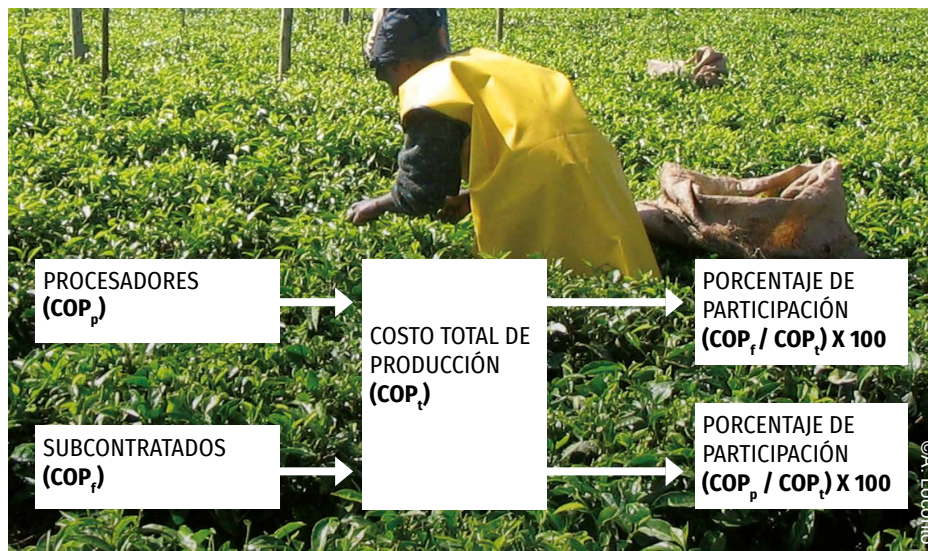 PROCESADORES
(COPp)
SUBCONTRATADOS
(COPf)
COSTO TOTAL DE
PRODUCCIÓN
(COPt)
PORCENTAJE DE
PARTICIPACIÓN
(COPf / COPt) X 100
PORCENTAJE DE
PARTICIPACIÓN
(COPp / COPt) X 100